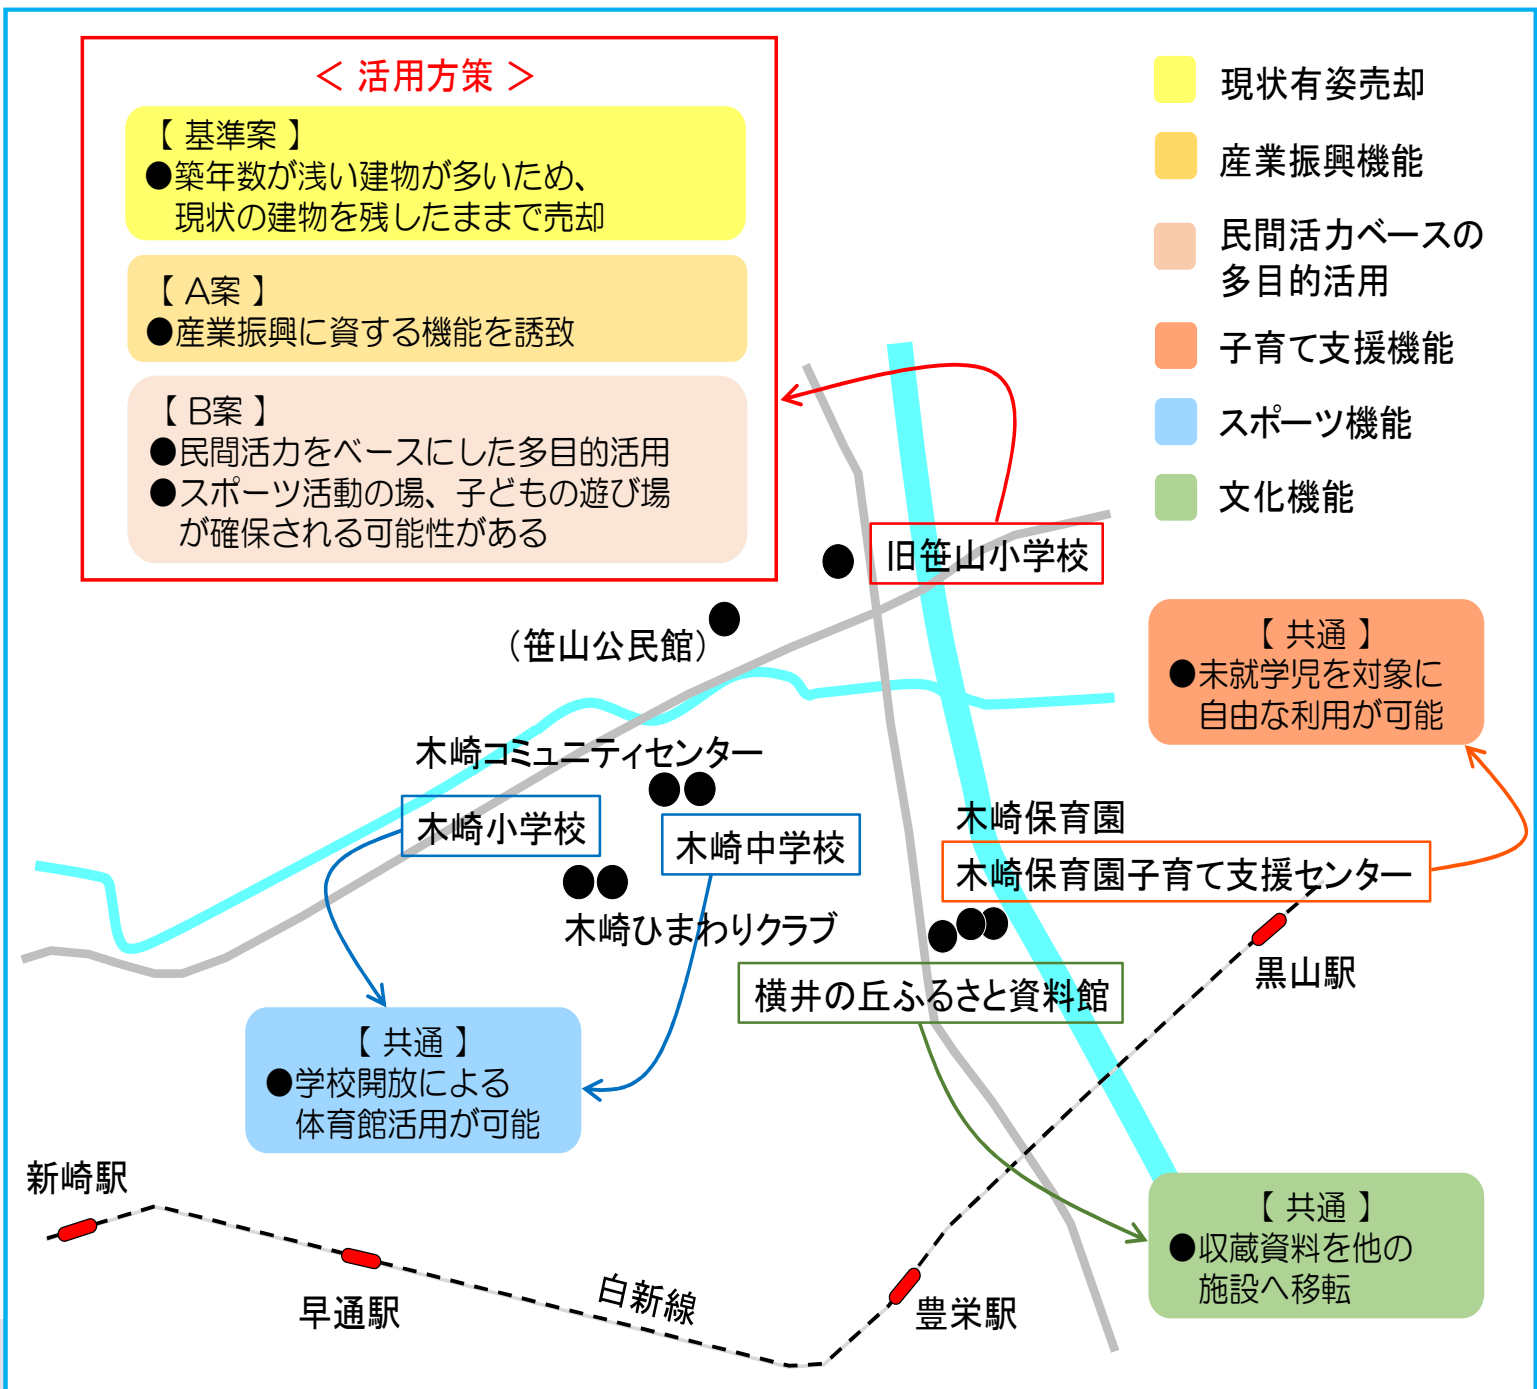 ＜ 活用方策 ＞
【 基準案 】
●築年数が浅い建物が多いため、
現状の建物を残したままで売却
【 A案 】
●産業振興に資する機能を誘致
【 B案 】
●民間活力をベースにした多目的活用
●スポーツ活動の場、子どもの遊び場
が確保される可能性がある
現状有姿売却
産業振興機能
民間活力ベースの
多目的活用
子育て支援機能
スポーツ機能
文化機能
旧笹山小学校
（笹山公民館）
【 共通 】
●未就学児を対象に
自由な利用が可能
木崎コミュニティセンター
木崎小学校
木崎中学校
木崎保育園
木崎保育園子育て支援センター
木崎ひまわりクラブ
横井の丘ふるさと資料館
黒山駅
【 共通 】
●学校開放による
体育館活用が可能
新崎駅
早通駅
白新線
豊栄駅
【 共通 】
●収蔵資料を他の
施設へ移転